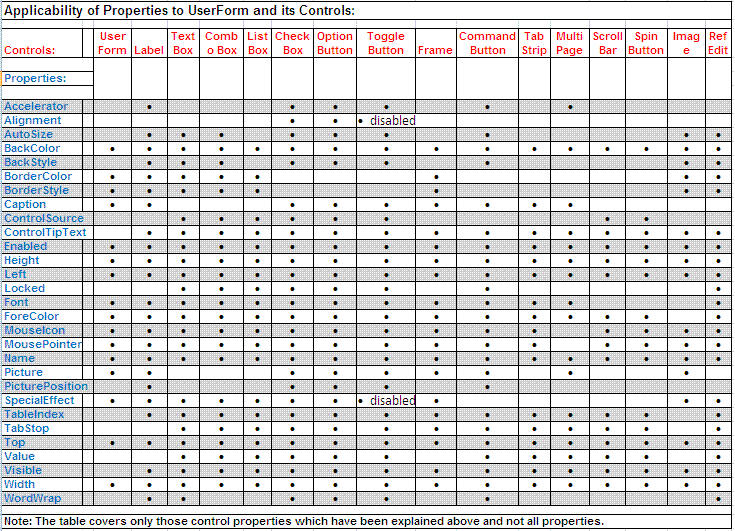 Applicability of Properties to UserForm and its Controls:
User Text Comb List Check Option Toggle Command Tab Multi Scroll Spin Imag Ref
Controls: Form Label Box o Box Box Box Button Button Frame Button Strip Page Bar Button e Edit
Properties:
Accelerator
Alignment disabled
AutoSize
BackColor
BackStyle
BorderColor
BorderStyle
Caption
ControlSource
ControlTipText
Enabled
Height
Left
Locked
Font
ForeColor
MouseIcon
MousePointer
Name
Picture
PicturePosition
SpecialEffect disabled
TableIndex
TabStop
Top
Value
Visible
Width
WordWrap
Note: The table covers only those control properties which have been explained above and not all properties.